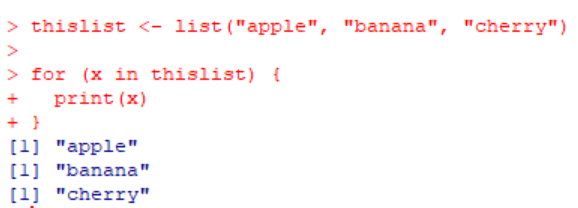 > thislist <- list("apple", "banana", "cherry")
>
> for (x in thislist) {
+   print(x)
+ }
[1] "apple"
[1] "banana"
[1] "cherry"